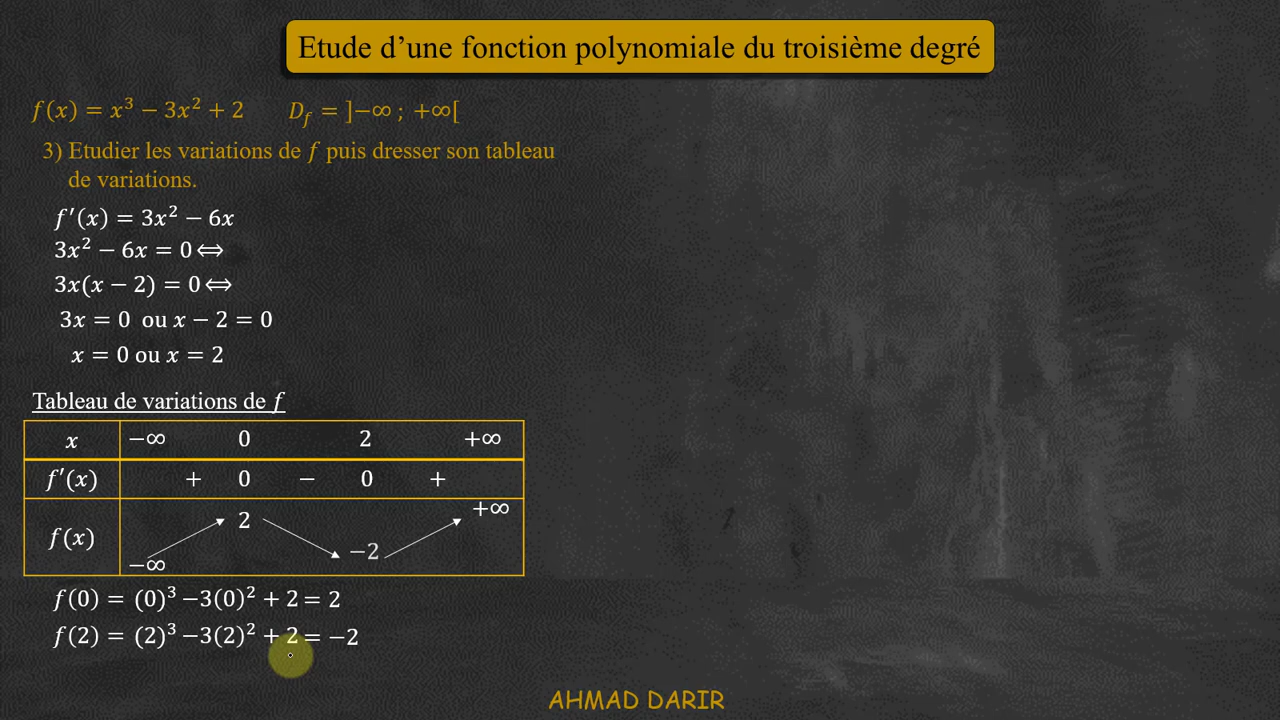 Etude d’une fonction polynomiale du troisième degré
f(x) = x³ − 3x² + 2 D_f = ]−∞ ; +∞[
3) Etudier les variations de f puis dresser son tableau
de variations.
f′(x) = 3x² − 6x
3x² − 6x = 0 ⟺
3x(x − 2) = 0 ⟺
3x = 0 ou x − 2 = 0
x = 0 ou x = 2
Tableau de variations de f
x −∞ 0 2 +∞
f′(x) + 0 − 0 +
f(x) −∞ 2 −2 +∞
f(0) = (0)³ −3(0)² + 2 = 2
f(2) = (2)³ −3(2)² + 2 = −2
AHMAD DARIR